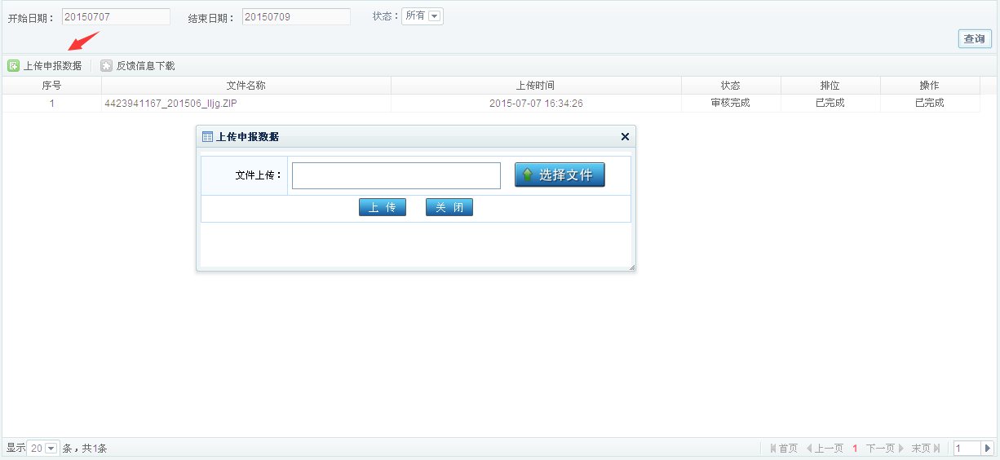 开始日期： 20150707 结束日期： 20150709 状态： 所有
查询
上传申报数据 反馈信息下载
序号 文件名称 上传时间 状态 排位 操作
1 4423941167_201506_lljg.ZIP 2015-07-07 16:34:26 审核完成 已完成 已完成
上传申报数据
文件上传： 选择文件
上 传 关 闭
显示 20 条，共1条 首页 上一页 1 下一页 末页 1